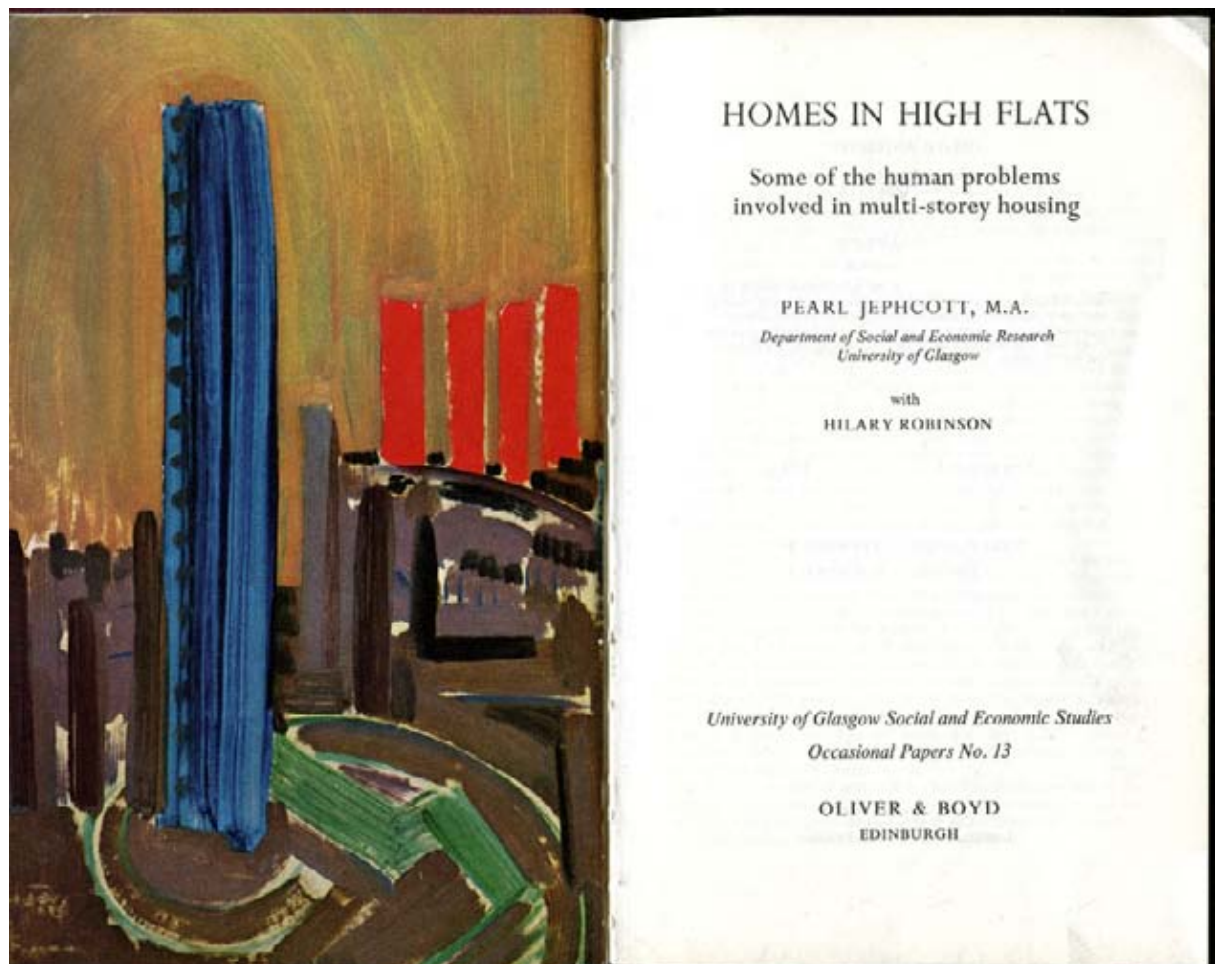 HOMES IN HIGH FLATS
Some of the human problems
involved in multi-storey housing
PEARL JEPHCOTT, M.A.
Department of Social and Economic Research
University of Glasgow
with
HILARY ROBINSON
University of Glasgow Social and Economic Studies
Occasional Papers No. 13
OLIVER & BOYD
EDINBURGH